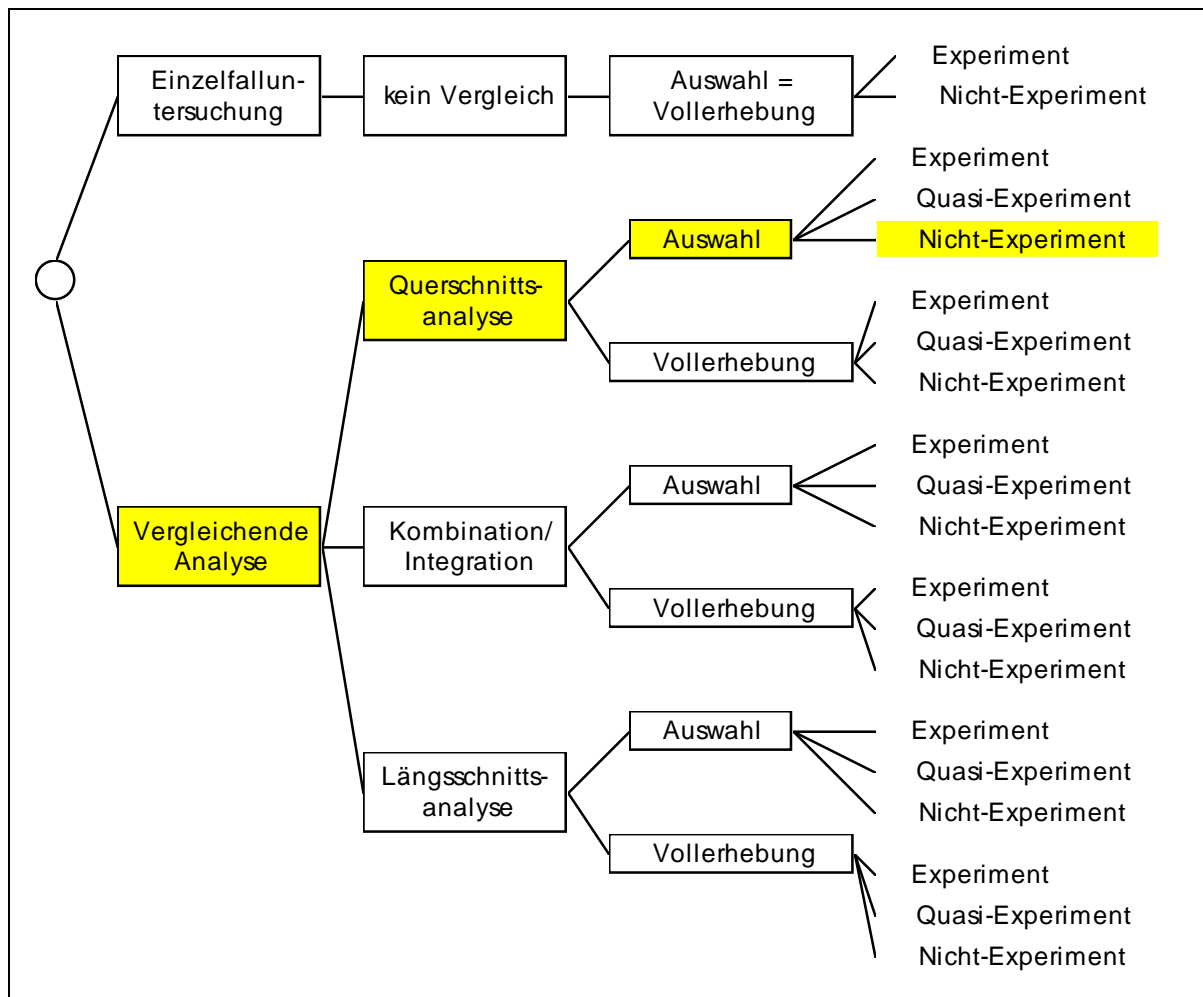 Einzelfallun-
tersuchung
kein Vergleich
Auswahl =
Vollerhebung
Experiment
Nicht-Experiment
Experiment
Quasi-Experiment
Auswahl
Nicht-Experiment
Querschnitts-
analyse
Experiment
Quasi-Experiment
Vollerhebung
Nicht-Experiment
Vergleichende
Analyse
Kombination/
Integration
Auswahl
Experiment
Quasi-Experiment
Nicht-Experiment
Vollerhebung
Experiment
Quasi-Experiment
Nicht-Experiment
Längsschnitts-
analyse
Auswahl
Experiment
Quasi-Experiment
Nicht-Experiment
Vollerhebung
Experiment
Quasi-Experiment
Nicht-Experiment